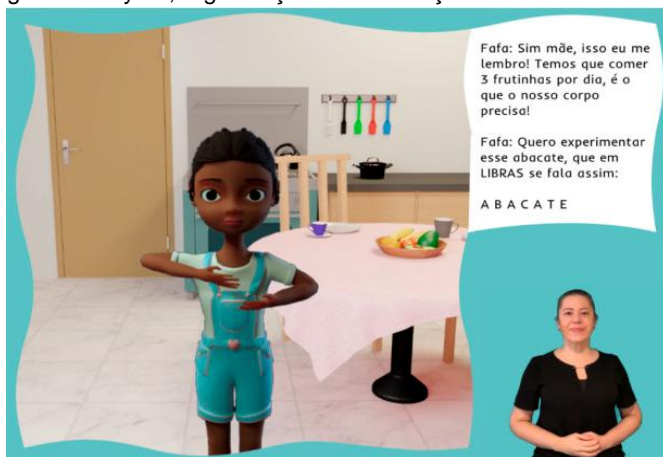 Fafa: Sim mãe, isso eu me
lembro! Temos que comer
3 frutinhas por dia, é o
que o nosso corpo
precisa!
Fafa: Quero experimentar
esse abacate, que em
LIBRAS se fala assim:
A B A C A T E